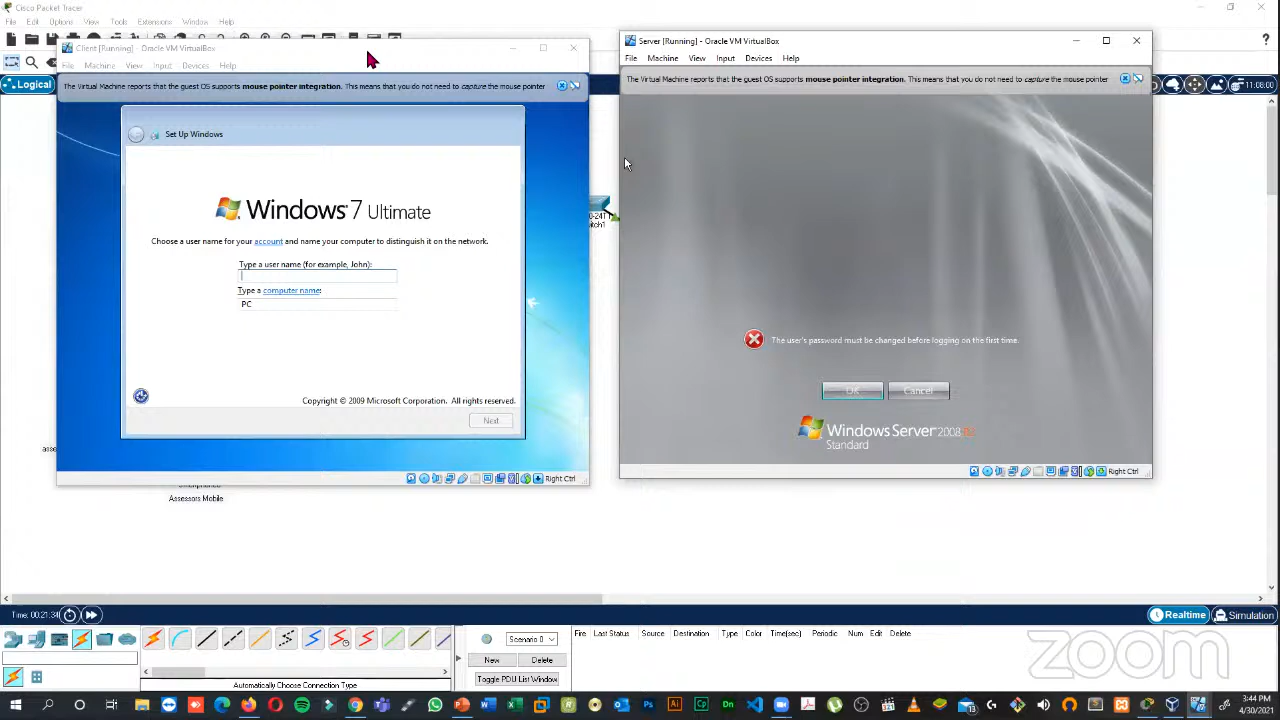 Cisco Packet Tracer
File Edit Options View Tools Extensions Window Help
Logical
11:08:00
Client [Running] - Oracle VM VirtualBox
File Machine View Input Devices Help
The Virtual Machine reports that the guest OS supports mouse pointer integration. This means that you do not need to capture the mouse pointer
Set Up Windows
Windows 7 Ultimate
Choose a user name for your account and name your computer to distinguish it on the network.
Type a user name (for example, John):
Type a computer name:
PC
Copyright © 2009 Microsoft Corporation. All rights reserved.
Next
Right Ctrl
Server [Running] - Oracle VM VirtualBox
File Machine View Input Devices Help
The Virtual Machine reports that the guest OS supports mouse pointer integration. This means that you do not need to capture the mouse pointer
The user's password must be changed before logging on the first time.
OK Cancel
Windows Server 2008 R2
Standard
Right Ctrl
Assessors Mobile
Time: 00:21:34
Realtime Simulation
Scenario 0
New Delete
Toggle PDU List Window
Fire Last Status Source Destination Type Color Time(sec) Periodic Num Edit Delete
Automatically Choose Connection Type
zoom
3:44 PM
4/30/2021